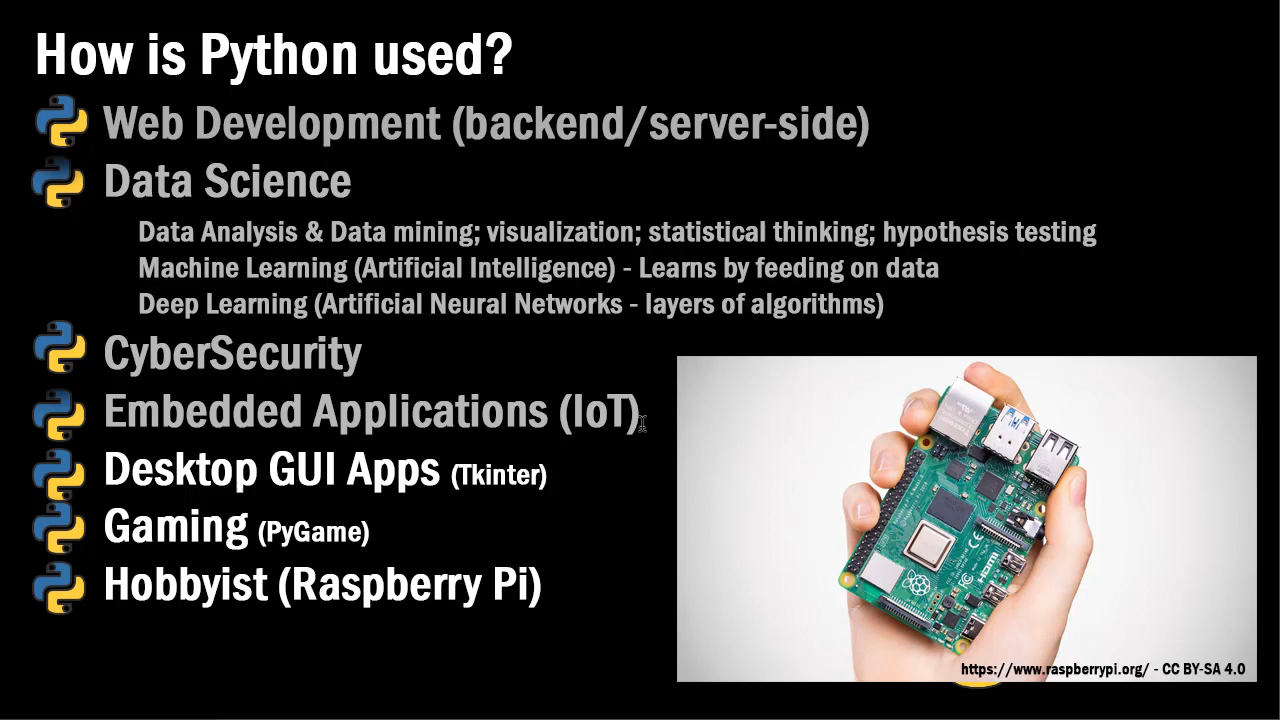 How is Python used?
Web Development (backend/server-side)
Data Science
Data Analysis & Data mining; visualization; statistical thinking; hypothesis testing
Machine Learning (Artificial Intelligence) - Learns by feeding on data
Deep Learning (Artificial Neural Networks - layers of algorithms)
CyberSecurity
Embedded Applications (IoT)
Desktop GUI Apps (Tkinter)
Gaming (PyGame)
Hobbyist (Raspberry Pi)
HDMI
FC CE
https://www.raspberrypi.org/ - CC BY-SA 4.0